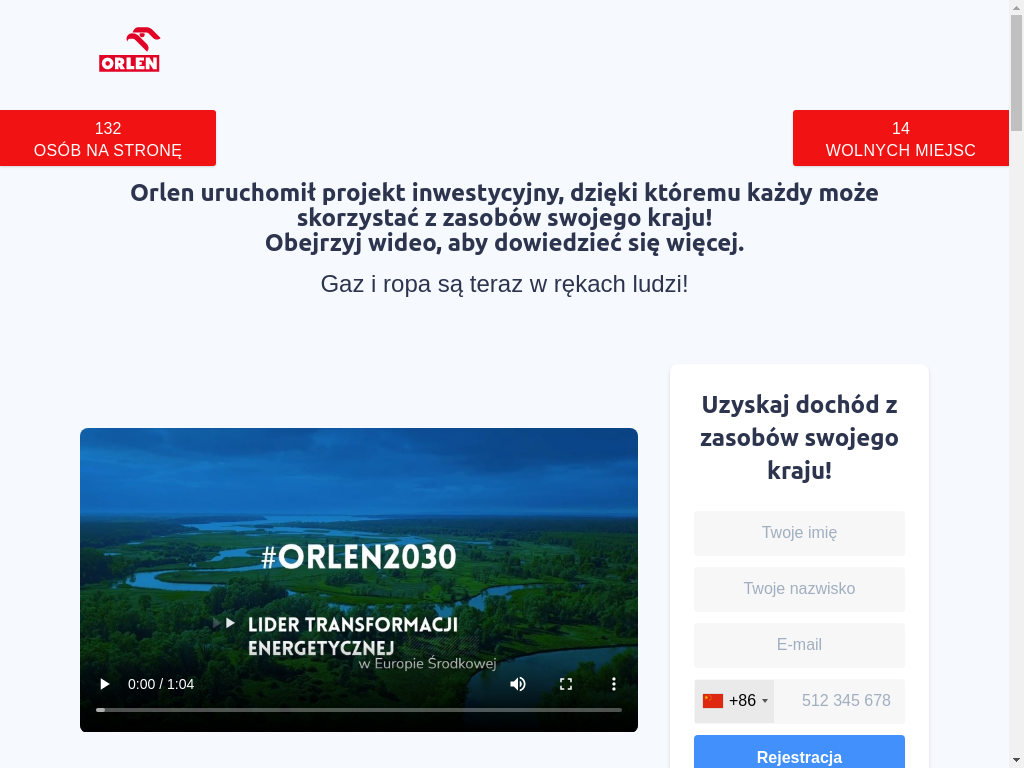 ORLEN
132
OSÓB NA STRONĘ
14
WOLNYCH MIEJSC
Orlen uruchomił projekt inwestycyjny, dzięki któremu każdy może
skorzystać z zasobów swojego kraju!
Obejrzyj wideo, aby dowiedzieć się więcej.
Gaz i ropa są teraz w rękach ludzi!
#ORLEN2030
LIDER TRANSFORMACJI
ENERGETYCZNEJ
w Europie Środkowej
0:00 / 1:04
Uzyskaj dochód z
zasobów swojego
kraju!
Twoje imię
Twoje nazwisko
E-mail
+86 512 345 678
Rejestracja